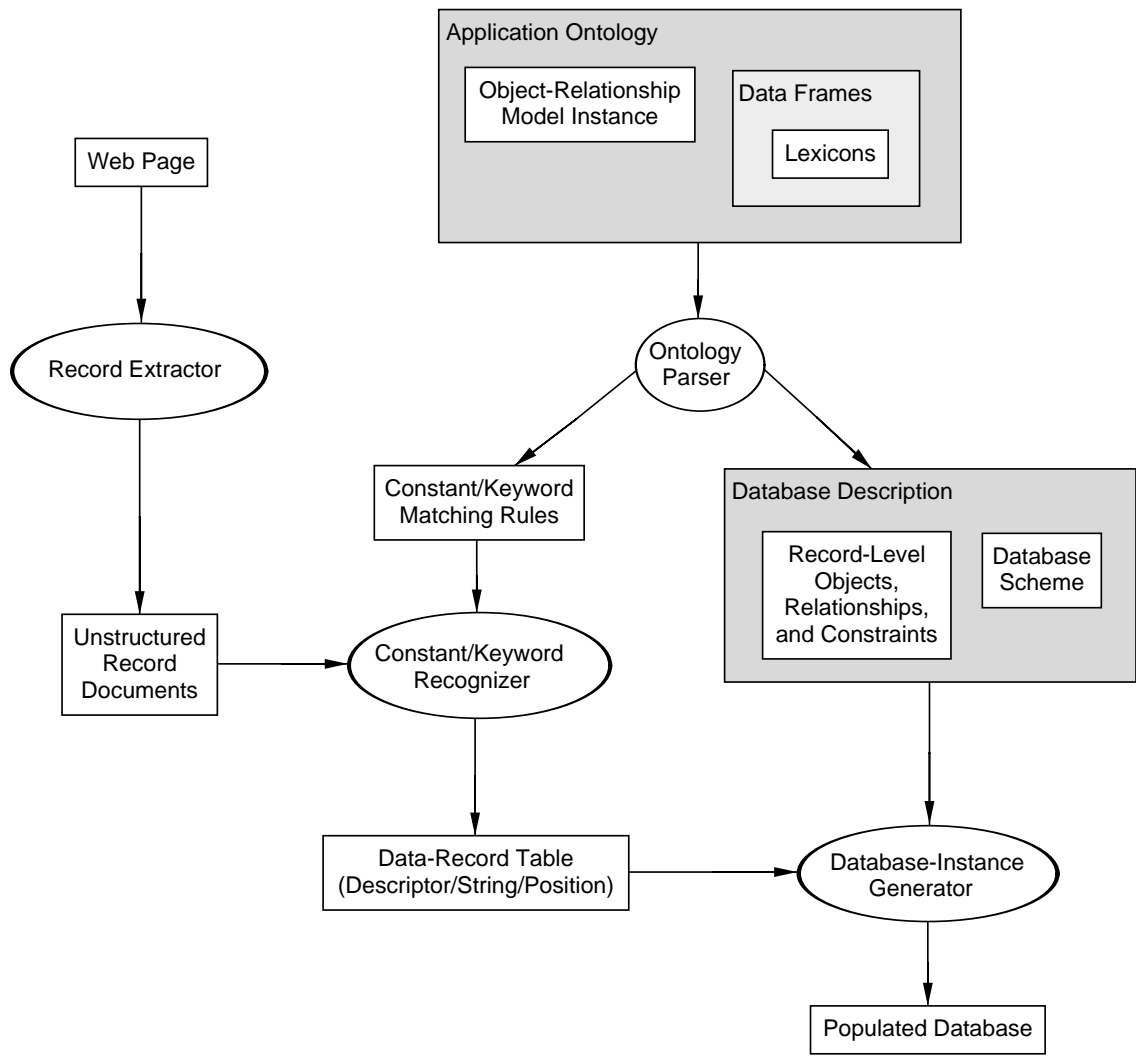 Application Ontology
Object-Relationship
Model Instance
Data Frames
Lexicons
Web Page
Record Extractor
Ontology
Parser
Constant/Keyword
Matching Rules
Database Description
Record-Level
Objects,
Relationships,
and Constraints
Database
Scheme
Unstructured
Record
Documents
Constant/Keyword
Recognizer
Data-Record Table
(Descriptor/String/Position)
Database-Instance
Generator
Populated Database